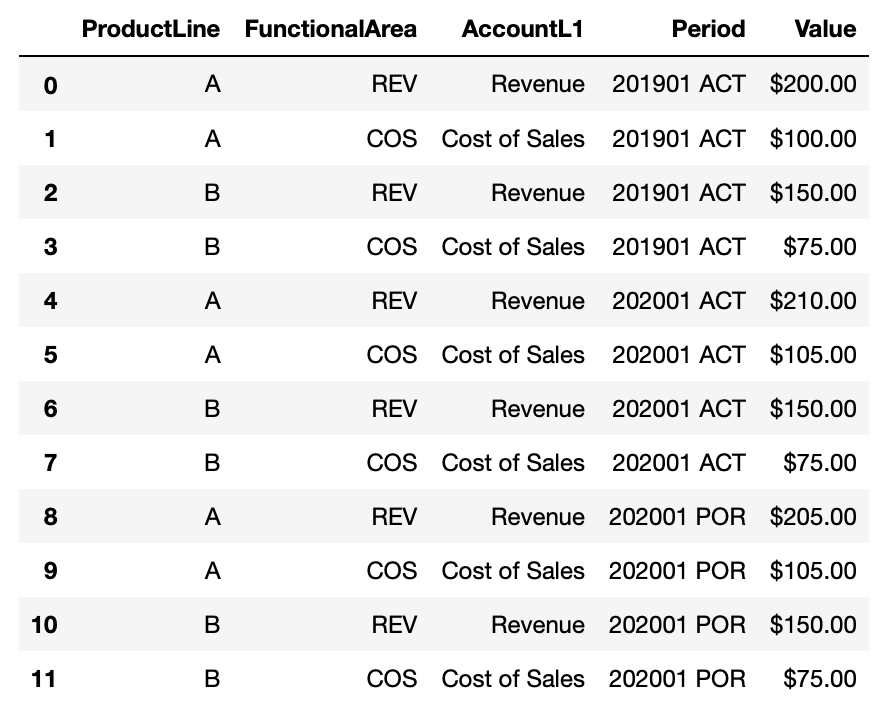 ProductLine FunctionalArea AccountL1 Period Value
0 A REV Revenue 201901 ACT $200.00
1 A COS Cost of Sales 201901 ACT $100.00
2 B REV Revenue 201901 ACT $150.00
3 B COS Cost of Sales 201901 ACT $75.00
4 A REV Revenue 202001 ACT $210.00
5 A COS Cost of Sales 202001 ACT $105.00
6 B REV Revenue 202001 ACT $150.00
7 B COS Cost of Sales 202001 ACT $75.00
8 A REV Revenue 202001 POR $205.00
9 A COS Cost of Sales 202001 POR $105.00
10 B REV Revenue 202001 POR $150.00
11 B COS Cost of Sales 202001 POR $75.00